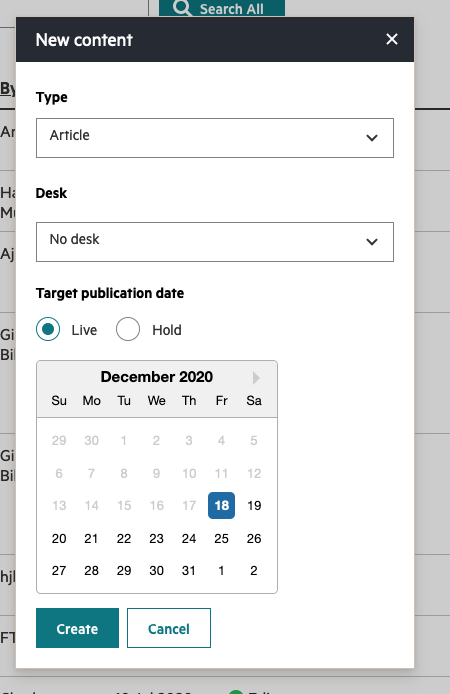 Search All
New content
Type
Article
Desk
No desk
Target publication date
Live Hold
December 2020
Su Mo Tu We Th Fr Sa
29 30 1 2 3 4 5
6 7 8 9 10 11 12
13 14 15 16 17 18 19
20 21 22 23 24 25 26
27 28 29 30 31 1 2
Create Cancel
By
Ar
Ha
Aj
Gi
Bil
Gi
Bil
hjl
FT